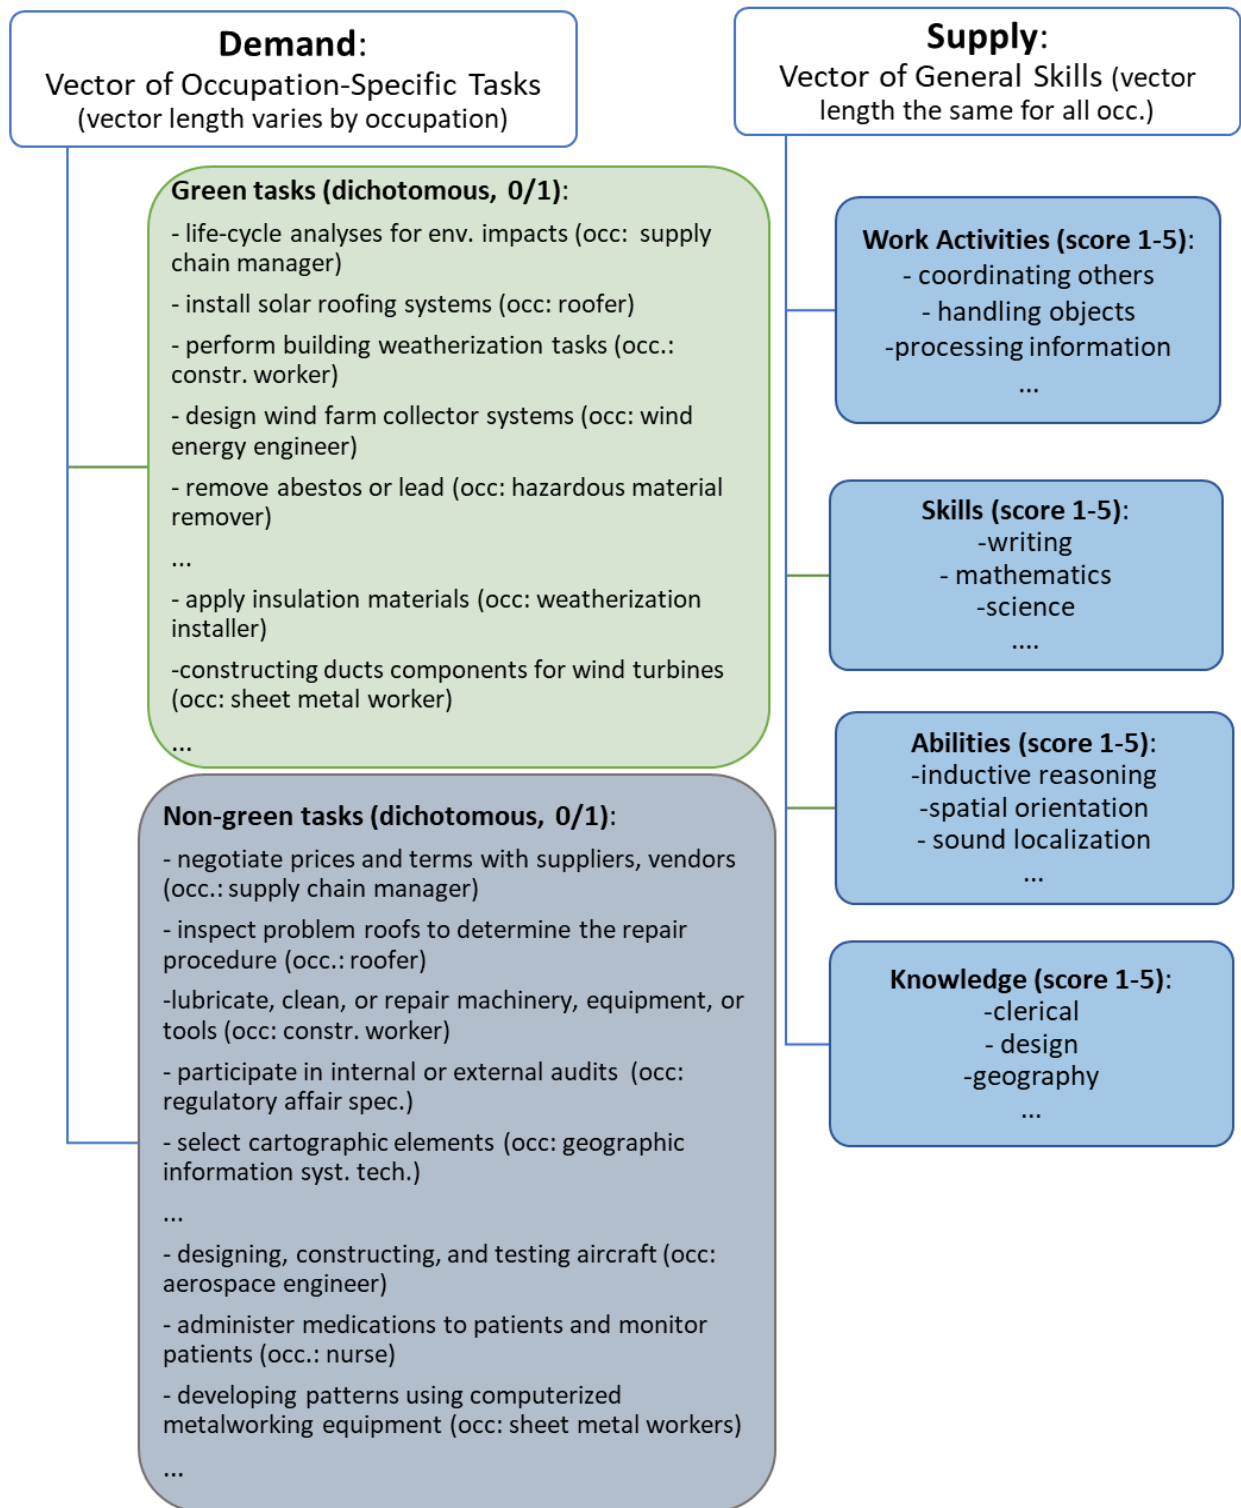 Demand:
Vector of Occupation-Specific Tasks
(vector length varies by occupation)
Green tasks (dichotomous, 0/1):
- life-cycle analyses for env. impacts (occ:  supply
chain manager)
- install solar roofing systems (occ: roofer)
- perform building weatherization tasks (occ.:
constr. worker)
- design wind farm collector systems (occ: wind
energy engineer)
- remove abestos or lead (occ: hazardous material
remover)
...
- apply insulation materials (occ: weatherization
installer)
-constructing ducts components for wind turbines
(occ: sheet metal worker)
...
Non-green tasks (dichotomous, 0/1):
- negotiate prices and terms with suppliers, vendors
(occ.: supply chain manager)
- inspect problem roofs to determine the repair
procedure (occ.: roofer)
-lubricate, clean, or repair machinery, equipment, or
tools (occ: constr. worker)
- participate in internal or external audits  (occ:
regulatory affair spec.)
- select cartographic elements (occ: geographic
information syst. tech.)
...
- designing, constructing, and testing aircraft (occ:
aerospace engineer)
- administer medications to patients and monitor
patients (occ.: nurse)
- developing patterns using computerized
metalworking equipment (occ: sheet metal workers)
...
Supply:
Vector of General Skills (vector
length the same for all occ.)
Work Activities (score 1-5):
- coordinating others
- handling objects
-processing information
...
Skills (score 1-5):
-writing
- mathematics
-science
....
Abilities (score 1-5):
-inductive reasoning
-spatial orientation
- sound localization
...
Knowledge (score 1-5):
-clerical
- design
-geography
...